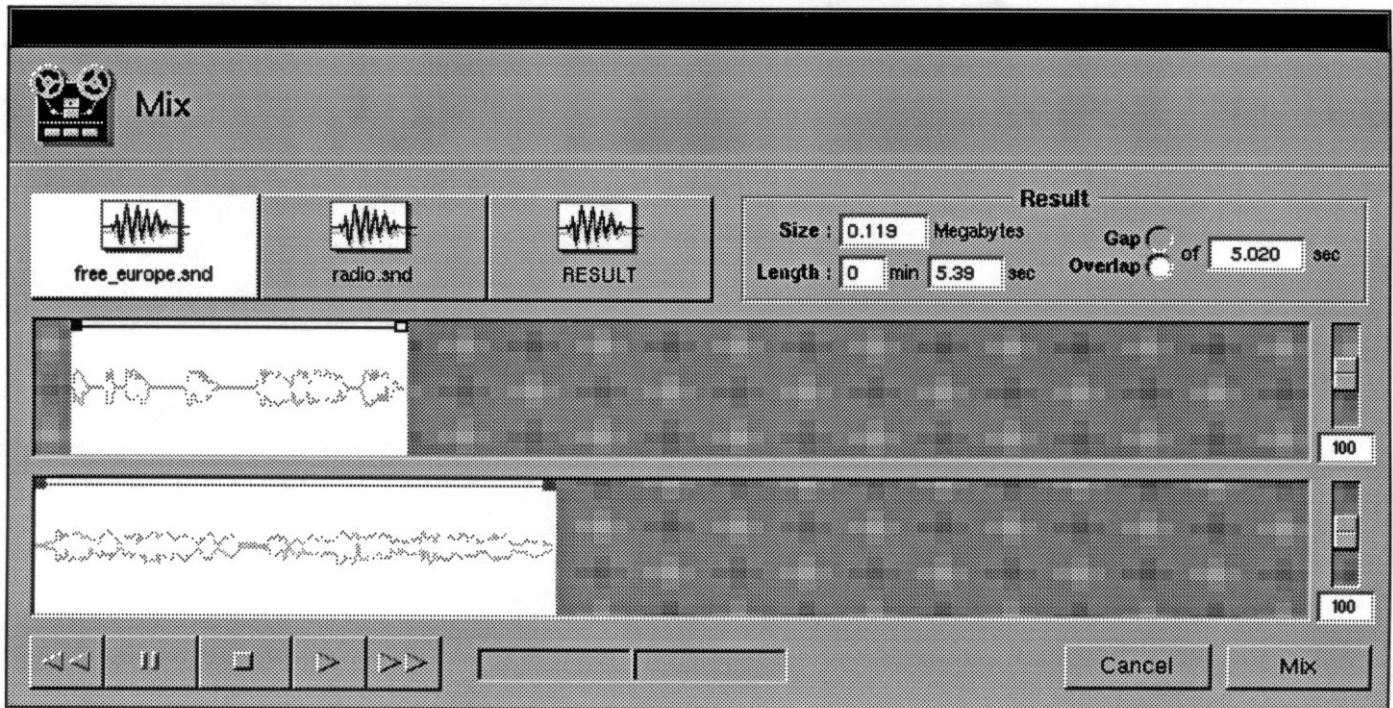 Mix
free_europe.snd
radio.snd
RESULT
Result
Size : 0.119 Megabytes
Length : 0 min 5.39 sec
Gap
Overlap
of 5.020 sec
100
100
Cancel
Mix